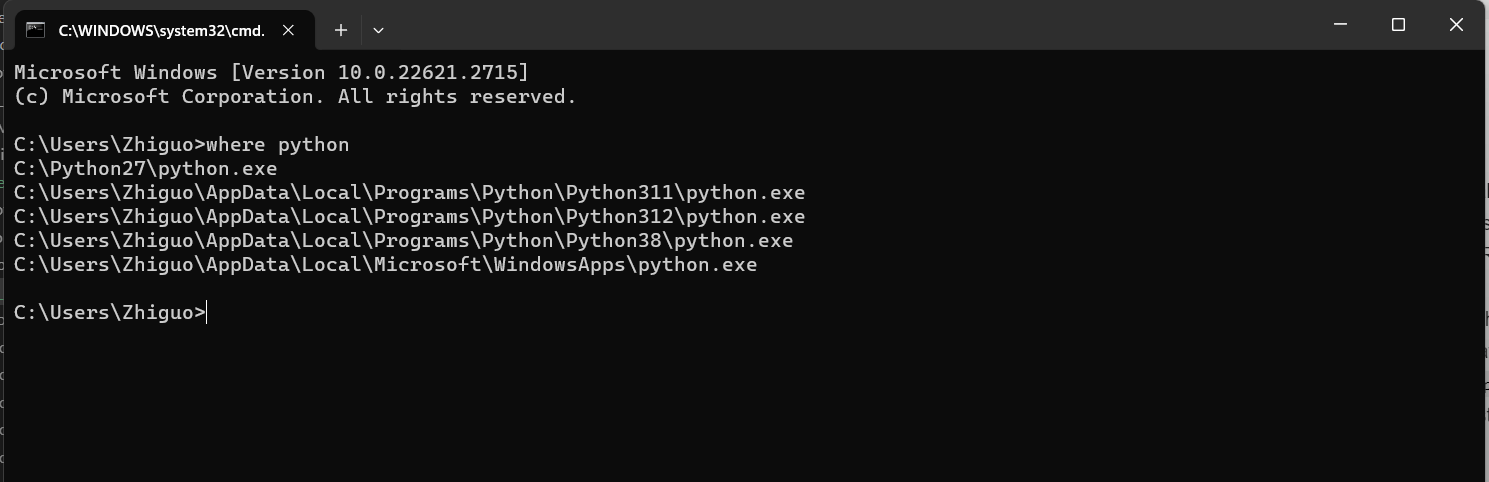 C:\WINDOWS\system32\cmd.
Microsoft Windows [Version 10.0.22621.2715]
(c) Microsoft Corporation. All rights reserved.
C:\Users\Zhiguo>where python
C:\Python27\python.exe
C:\Users\Zhiguo\AppData\Local\Programs\Python\Python311\python.exe
C:\Users\Zhiguo\AppData\Local\Programs\Python\Python312\python.exe
C:\Users\Zhiguo\AppData\Local\Programs\Python\Python38\python.exe
C:\Users\Zhiguo\AppData\Local\Microsoft\WindowsApps\python.exe
C:\Users\Zhiguo>